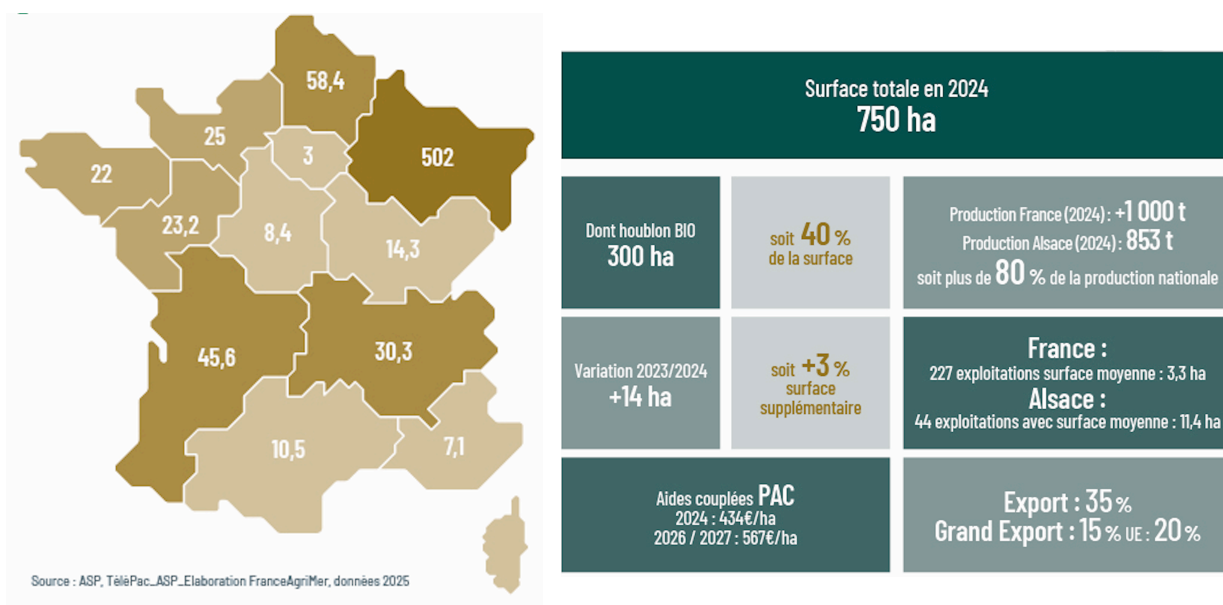 58,4
25
3
502
22
23,2
8,4
14,3
45,6
30,3
10,5
7,1
Source : ASP, TéléPac_ASP_Elaboration FranceAgriMer, données 2025
Surface totale en 2024
750 ha
Dont houblon BIO
300 ha
soit 40 %
de la surface
Production France (2024) : +1 000 t
Production Alsace (2024) : 853 t
soit plus de 80 % de la production nationale
Variation 2023/2024
+14 ha
soit +3 %
surface
supplémentaire
France :
227 exploitations surface moyenne : 3,3 ha
Alsace :
44 exploitations avec surface moyenne : 11,4 ha
Aides couplées PAC
2024 : 434€/ha
2026 / 2027 : 567€/ha
Export : 35 %
Grand Export : 15 % UE : 20 %